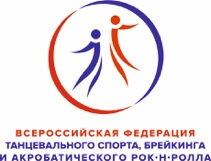 ВСЕРОССИЙСКАЯ ФЕДЕРАЦИЯ
ТАНЦЕВАЛЬНОГО СПОРТА, БРЕЙКИНГА
И АКРОБАТИЧЕСКОГО РОК•Н•РОЛЛА